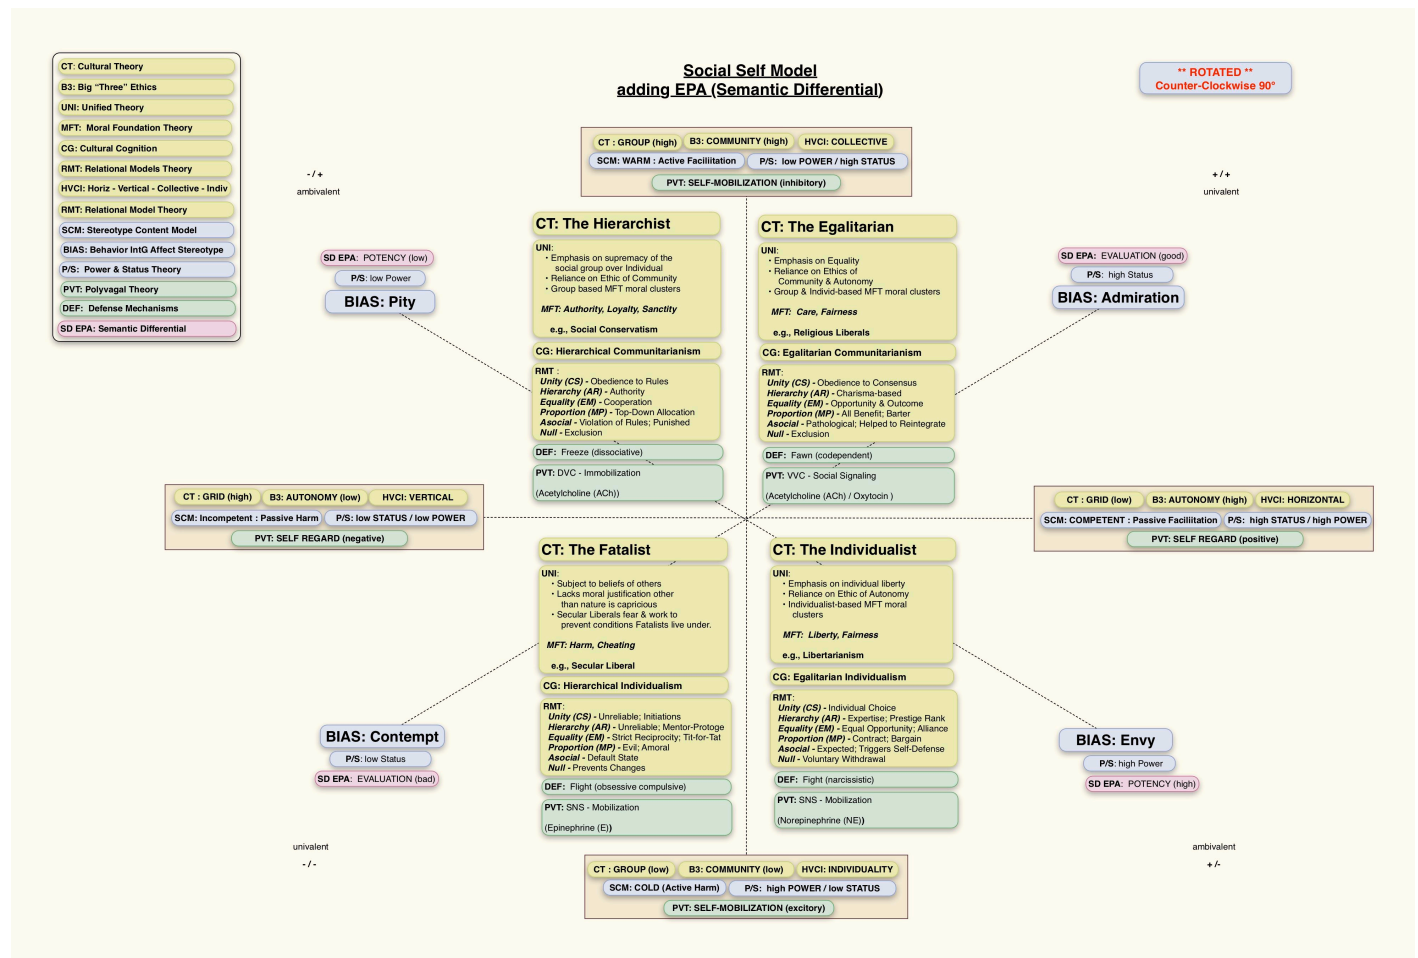 Social Self Model
adding EPA (Semantic Differential)
** ROTATED **
Counter-Clockwise 90°
CT: Cultural Theory
B3: Big “Three” Ethics
UNI: Unified Theory
MFT: Moral Foundation Theory
CG: Cultural Cognition
RMT: Relational Models Theory
HVCI: Horiz - Vertical - Collective - Indiv
RMT: Relational Model Theory
SCM: Stereotype Content Model
BIAS: Behavior IntG Affect Stereotype
P/S: Power & Status Theory
PVT: Polyvagal Theory
DEF: Defense Mechanisms
SD EPA: Semantic Differential
CT : GROUP (high)
B3: COMMUNITY (high)
HVCI: COLLECTIVE
SCM: WARM : Active Faciliitation
P/S: low POWER / high STATUS
PVT: SELF-MOBILIZATION (inhibitory)
- / +
ambivalent
+ / +
univalent
SD EPA: POTENCY (low)
P/S: low Power
BIAS: Pity
SD EPA: EVALUATION (good)
P/S: high Status
BIAS: Admiration
CT: The Hierarchist
UNI:
• Emphasis on supremacy of the
social group over Individual
• Reliance on Ethic of Community
• Group based MFT moral clusters
MFT: Authority, Loyalty, Sanctity
e.g., Social Conservatism
CG: Hierarchical Communitarianism
RMT :
Unity (CS) - Obedience to Rules
Hierarchy (AR) - Authority
Equality (EM) - Cooperation
Proportion (MP) - Top-Down Allocation
Asocial - Violation of Rules; Punished
Null - Exclusion
DEF: Freeze (dissociative)
PVT: DVC - Immobilization
(Acetylcholine (ACh))
CT: The Egalitarian
UNI:
• Emphasis on Equality
• Reliance on Ethics of
Community & Autonomy
• Group & Individ-based MFT moral clusters
MFT: Care, Fairness
e.g., Religious Liberals
CG: Egalitarian Communitarianism
RMT:
Unity (CS) - Obedience to Consensus
Hierarchy (AR) - Charisma-based
Equality (EM) - Opportunity & Outcome
Proportion (MP) - All Benefit; Barter
Asocial - Pathological; Helped to Reintegrate
Null - Exclusion
DEF: Fawn (codependent)
PVT: VVC - Social Signaling
(Acetylcholine (ACh) / Oxytocin )
CT : GRID (high)
B3: AUTONOMY (low)
HVCI: VERTICAL
SCM: Incompetent : Passive Harm
P/S: low STATUS / low POWER
PVT: SELF REGARD (negative)
CT : GRID (low)
B3: AUTONOMY (high)
HVCI: HORIZONTAL
SCM: COMPETENT : Passive Faciliitation
P/S: high STATUS / high POWER
PVT: SELF REGARD (positive)
CT: The Fatalist
UNI:
• Subject to beliefs of others
• Lacks moral justification other
than nature is capricious
• Secular Liberals fear & work to
prevent conditions Fatalists live under.
MFT: Harm, Cheating
e.g., Secular Liberal
CG: Hierarchical Individualism
RMT:
Unity (CS) - Unreliable; Initiations
Hierarchy (AR) - Unreliable; Mentor-Protoge
Equality (EM) - Strict Reciprocity; Tit-for-Tat
Proportion (MP) - Evil; Amoral
Asocial - Default State
Null - Prevents Changes
DEF: Flight (obsessive compulsive)
PVT: SNS - Mobilization
(Epinephrine (E))
CT: The Individualist
UNI:
• Emphasis on individual liberty
• Reliance on Ethic of Autonomy
• Individualist-based MFT moral
clusters
MFT: Liberty, Fairness
e.g., Libertarianism
CG: Egalitarian Individualism
RMT:
Unity (CS) - Individual Choice
Hierarchy (AR) - Expertise; Prestige Rank
Equality (EM) - Equal Opportunity; Alliance
Proportion (MP) - Contract; Bargain
Asocial - Expected; Triggers Self-Defense
Null - Voluntary Withdrawal
DEF: Fight (narcissistic)
PVT: SNS - Mobilization
(Norepinephrine (NE))
BIAS: Contempt
P/S: low Status
SD EPA: EVALUATION (bad)
BIAS: Envy
P/S: high Power
SD EPA: POTENCY (high)
univalent
- / -
ambivalent
+ /-
CT : GROUP (low)
B3: COMMUNITY (low)
HVCI: INDIVIDUALITY
SCM: COLD (Active Harm)
P/S: high POWER / low STATUS
PVT: SELF-MOBILIZATION (excitory)